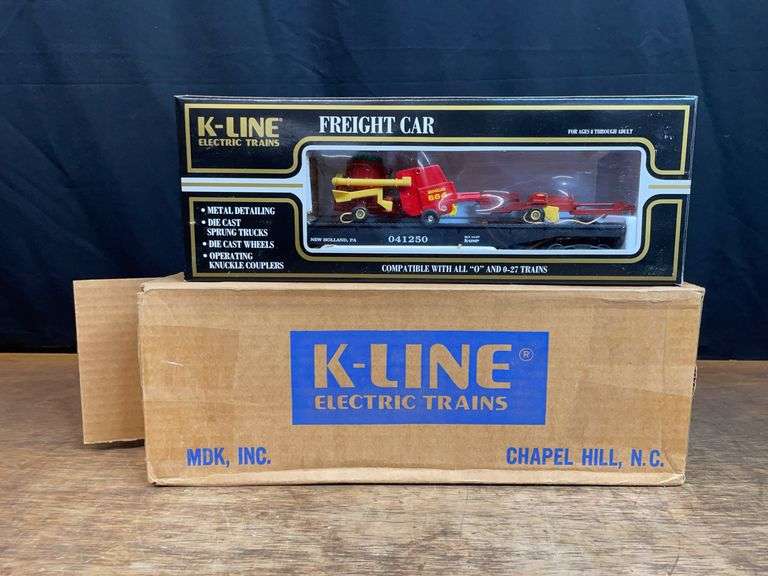 K-LINE
ELECTRIC TRAINS
FREIGHT CAR
FOR AGES 8 THROUGH ADULT
• METAL DETAILING
• DIE CAST
SPRUNG TRUCKS
• DIE CAST WHEELS
• OPERATING
KNUCKLE COUPLERS
NEW HOLLAND, PA
041250
COMPATIBLE WITH ALL "O" AND 0-27 TRAINS
K-LINE®
ELECTRIC TRAINS
MDK, INC.
CHAPEL HILL, N.C.